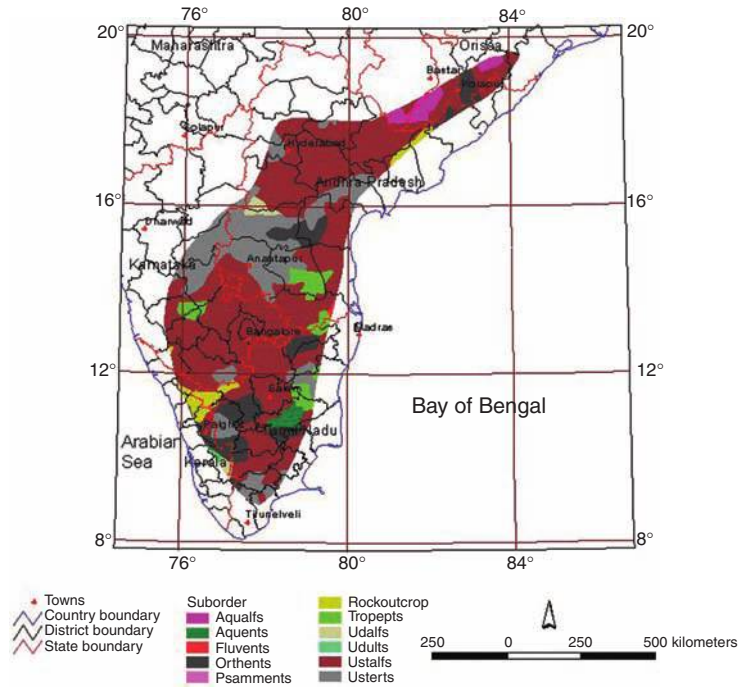 76° 80° 84°
20° 20°
Maharashtra
Orissa
Bastar
Solapur
Hyderabad
Andhra Pradesh
16° 16°
Dharwad
Karnataka
Anantapur
Bangalore
Madras
12° 12°
Salem
Bay of Bengal
Palghat
Tamil Nadu
Arabian
Sea
Kerala
Tirunelveli
8° 8°
76° 80° 84°
Towns
Country boundary
District boundary
State boundary
Suborder
Aqualfs
Aquents
Fluvents
Orthents
Psamments
Rockoutcrop
Tropepts
Udalfs
Udults
Ustalfs
Usterts
250 0 250 500 kilometers